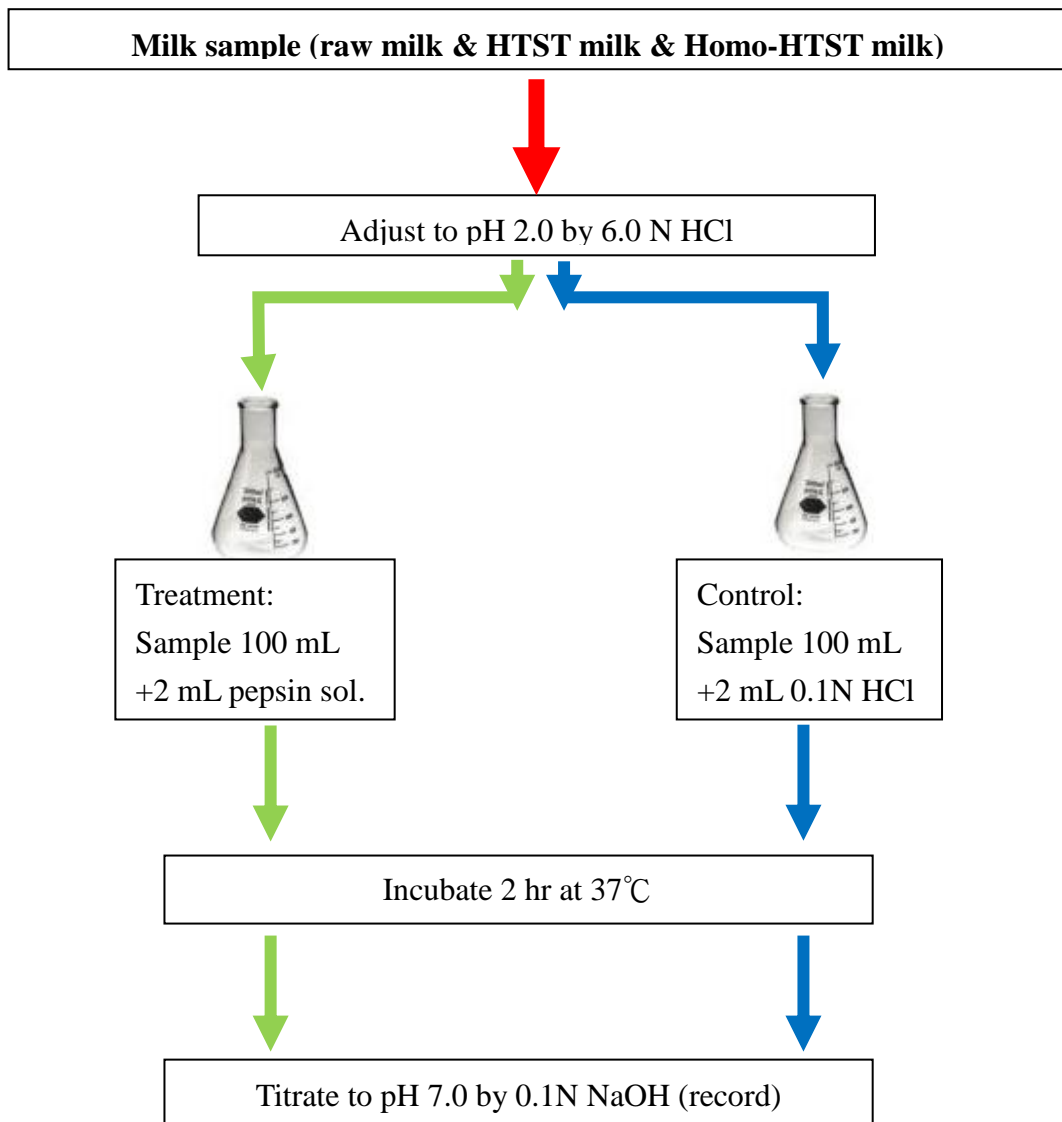 Milk sample (raw milk & HTST milk & Homo-HTST milk)
Adjust to pH 2.0 by 6.0 N HCl
Treatment:
Sample 100 mL
+2 mL pepsin sol.
Control:
Sample 100 mL
+2 mL 0.1N HCl
Incubate 2 hr at 37℃
Titrate to pH 7.0 by 0.1N NaOH (record)